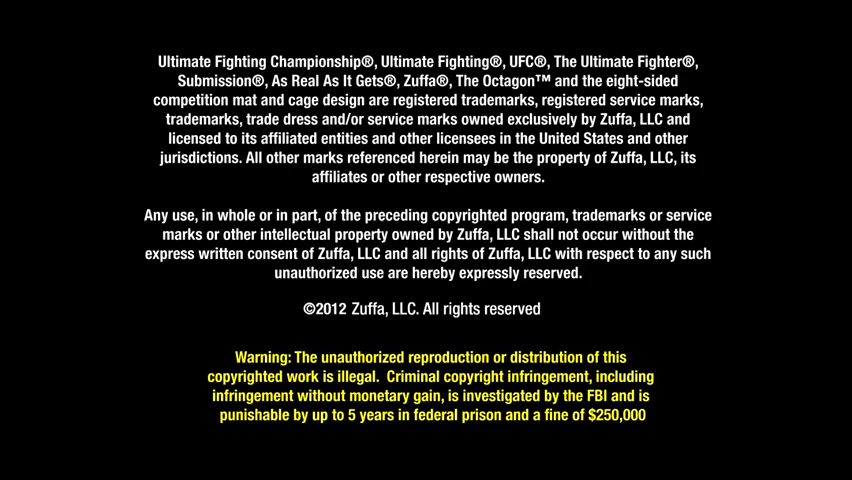 Ultimate Fighting Championship®, Ultimate Fighting®, UFC®, The Ultimate Fighter®,
Submission®, As Real As It Gets®, Zuffa®, The Octagon™ and the eight-sided
competition mat and cage design are registered trademarks, registered service marks,
trademarks, trade dress and/or service marks owned exclusively by Zuffa, LLC and
licensed to its affiliated entities and other licensees in the United States and other
jurisdictions. All other marks referenced herein may be the property of Zuffa, LLC, its
affiliates or other respective owners.
Any use, in whole or in part, of the preceding copyrighted program, trademarks or service
marks or other intellectual property owned by Zuffa, LLC shall not occur without the
express written consent of Zuffa, LLC and all rights of Zuffa, LLC with respect to any such
unauthorized use are hereby expressly reserved.
©2012 Zuffa, LLC. All rights reserved
Warning: The unauthorized reproduction or distribution of this
copyrighted work is illegal. Criminal copyright infringement, including
infringement without monetary gain, is investigated by the FBI and is
punishable by up to 5 years in federal prison and a fine of $250,000